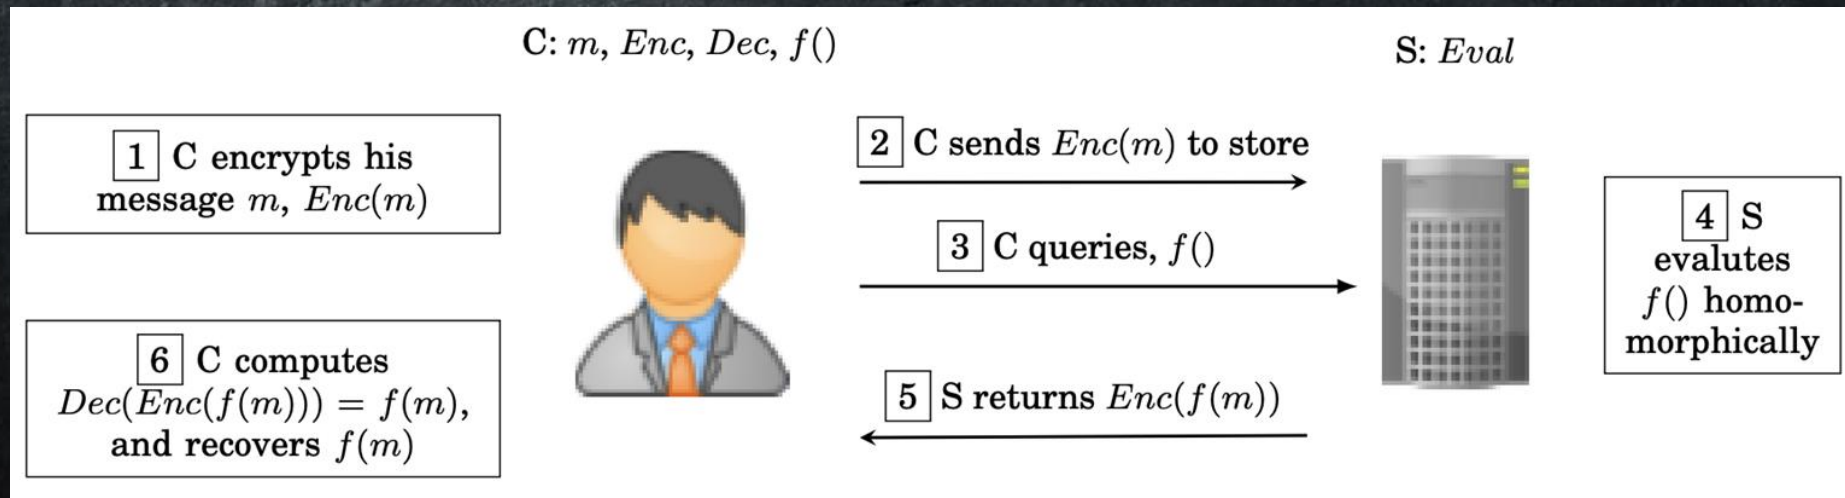 C: m, Enc, Dec, f()
S: Eval
1 C encrypts his
message m, Enc(m)
2 C sends Enc(m) to store
3 C queries, f()
4 S
evalutes
f() homo-
morphically
5 S returns Enc(f(m))
6 C computes
Dec(Enc(f(m))) = f(m),
and recovers f(m)